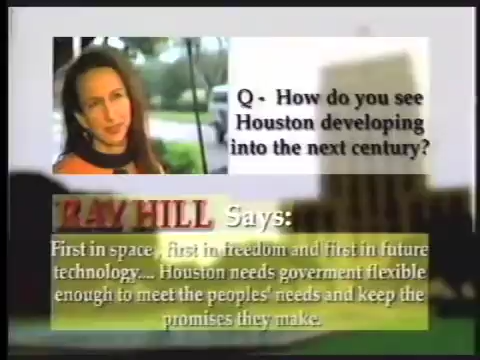 Q - How do you see
Houston developing
into the next century?
RAY HILL Says:
First in space , first in freedom and first in future
technology.... Houston needs goverment flexible
enough to meet the peoples' needs and keep the
promises they make.